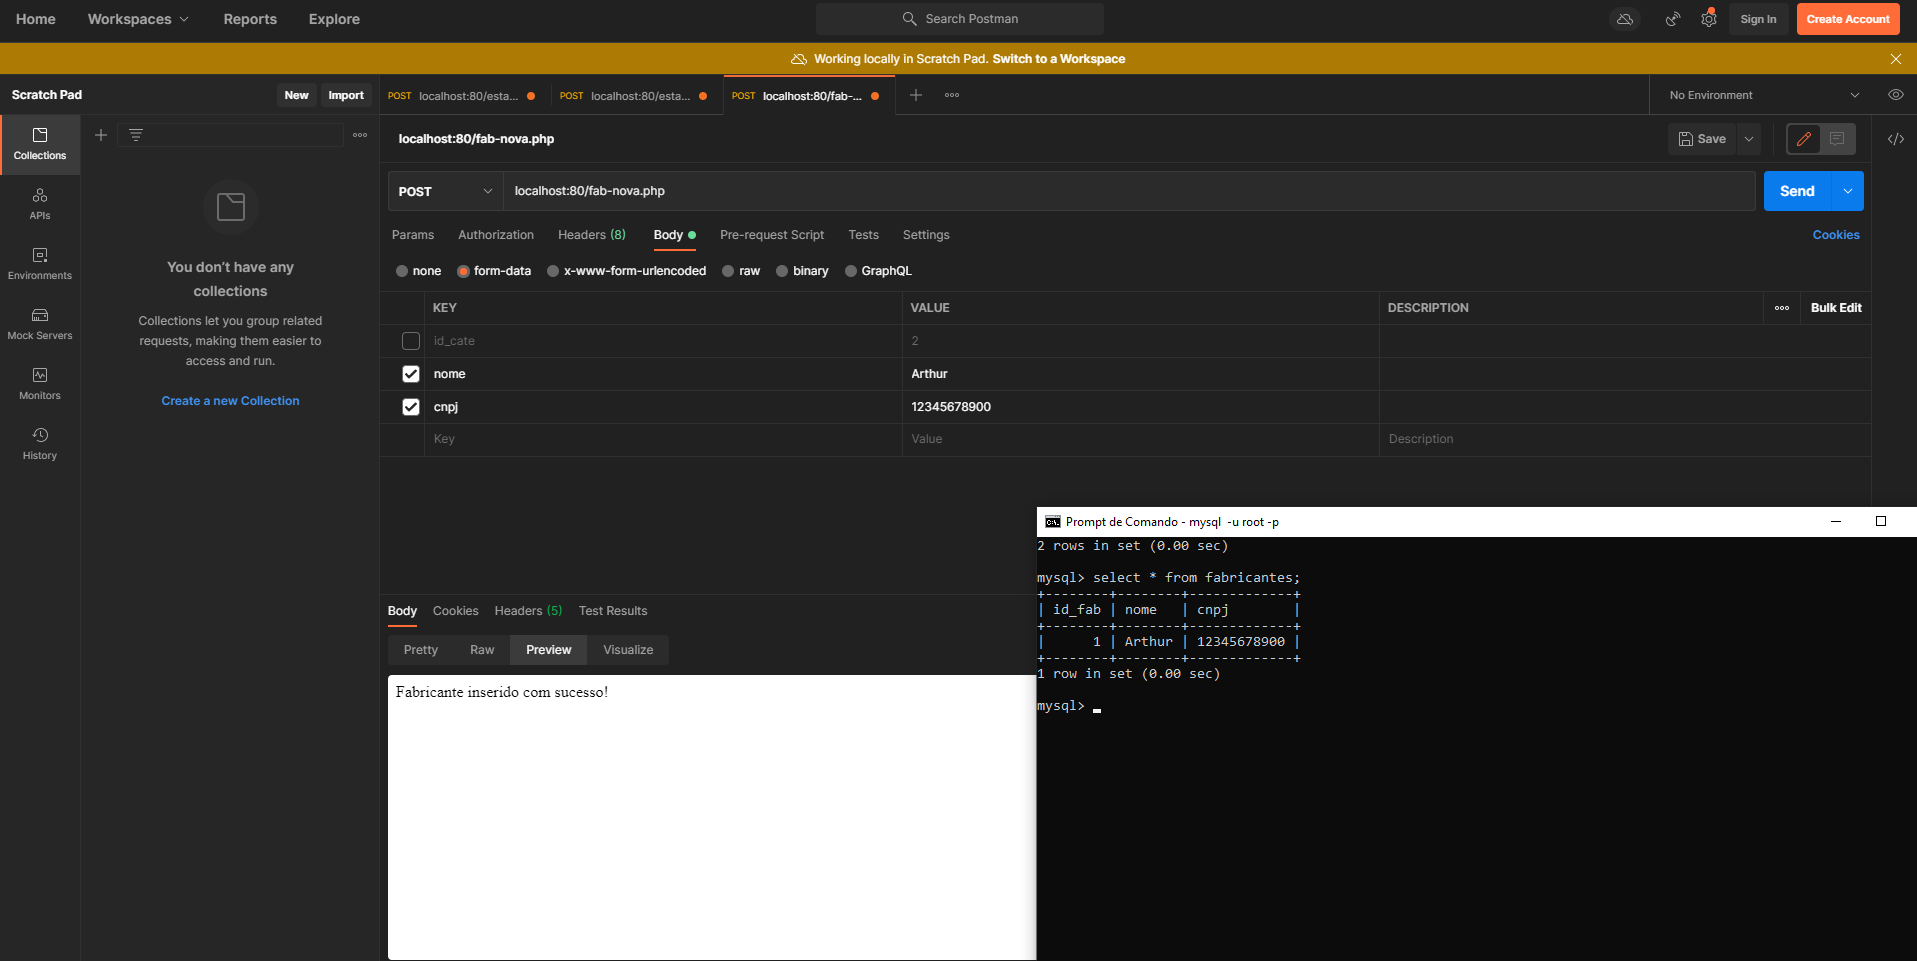 Home Workspaces Reports Explore Search Postman Sign In Create Account
Working locally in Scratch Pad. Switch to a Workspace
Scratch Pad New Import
POST localhost:80/esta... POST localhost:80/esta... POST localhost:80/fab-... No Environment
Collections
APIs
Environments
Mock Servers
Monitors
History
You don't have any
collections
Collections let you group related
requests, making them easier to
access and run.
Create a new Collection
localhost:80/fab-nova.php Save
POST localhost:80/fab-nova.php Send
Params Authorization Headers (8) Body Pre-request Script Tests Settings Cookies
none form-data x-www-form-urlencoded raw binary GraphQL
KEY VALUE DESCRIPTION Bulk Edit
id_cate 2
nome Arthur
cnpj 12345678900
Key Value Description
Body Cookies Headers (5) Test Results
Pretty Raw Preview Visualize
Fabricante inserido com sucesso!
Prompt de Comando - mysql -u root -p
2 rows in set (0.00 sec)
mysql> select * from fabricantes;
+--------+--------+-------------+
| id_fab | nome   | cnpj        |
+--------+--------+-------------+
|      1 | Arthur | 12345678900 |
+--------+--------+-------------+
1 row in set (0.00 sec)
mysql>